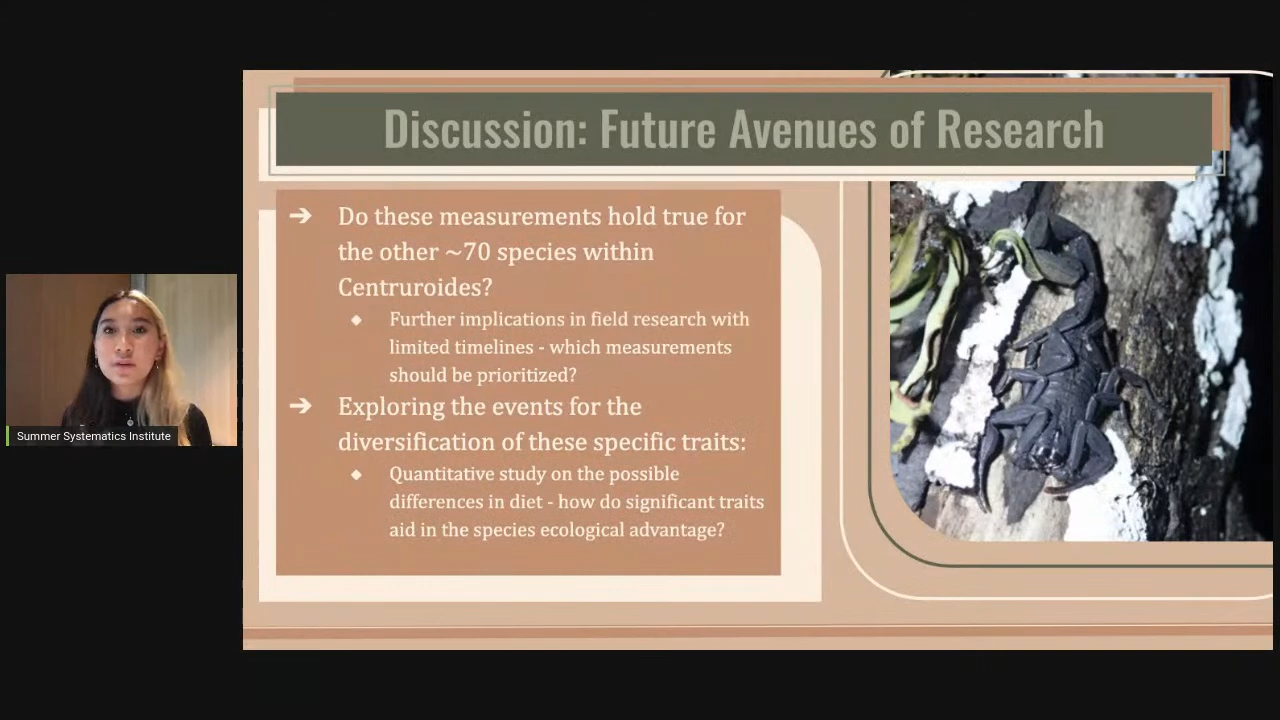 Discussion: Future Avenues of Research
➔ Do these measurements hold true for
the other ~70 species within
Centruroides?
◆ Further implications in field research with
limited timelines - which measurements
should be prioritized?
➔ Exploring the events for the
diversification of these specific traits:
◆ Quantitative study on the possible
differences in diet - how do significant traits
aid in the species ecological advantage?
Summer Systematics Institute